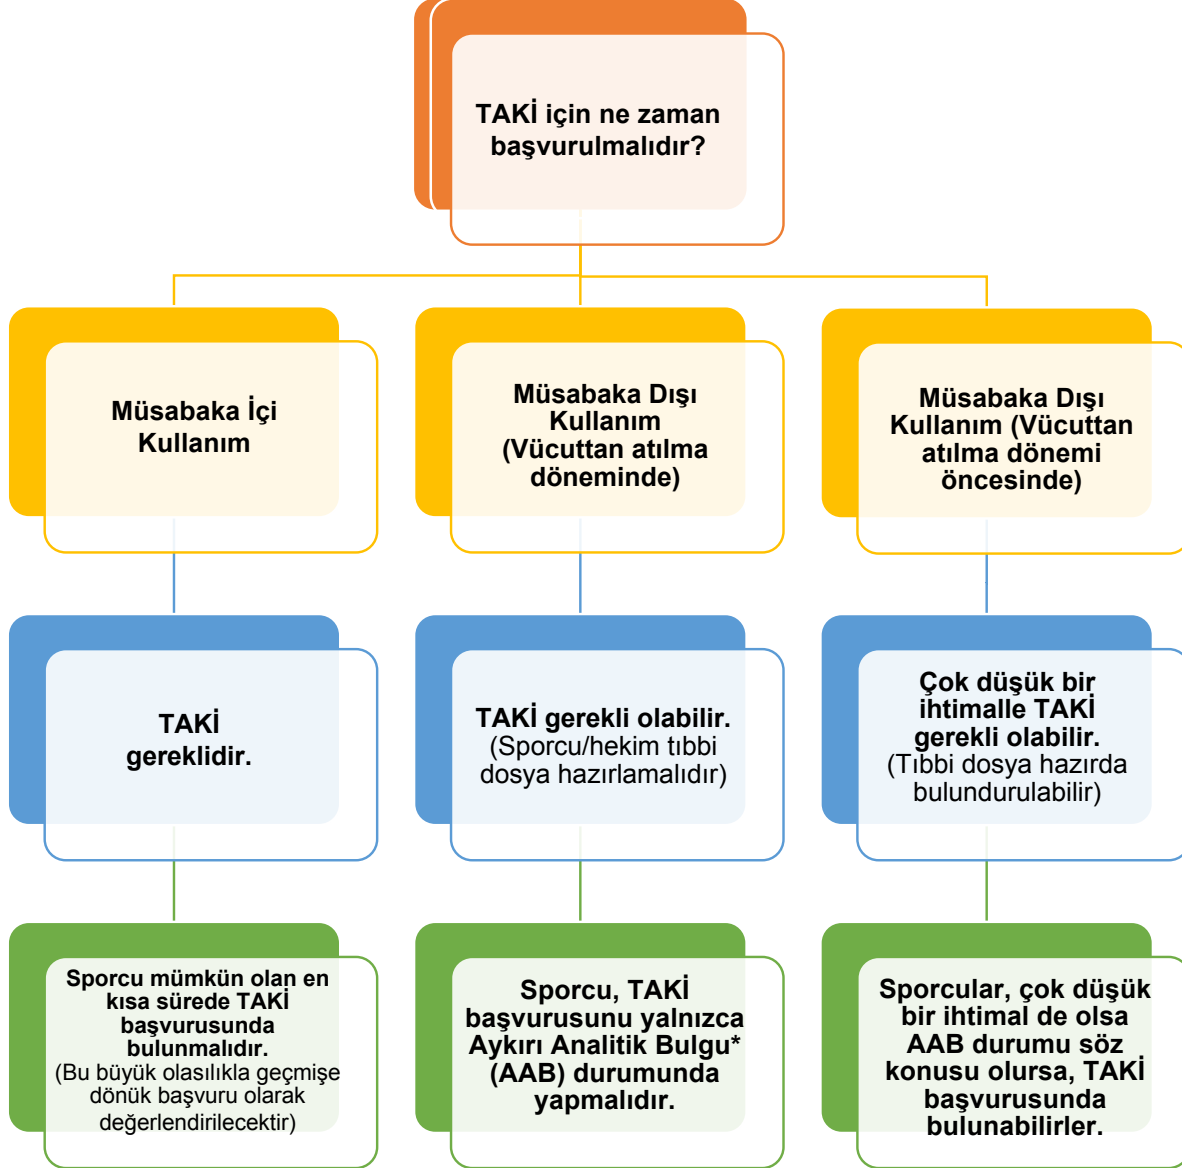 TAKİ için ne zaman
başvurulmalıdır?
Müsabaka İçi
Kullanım
Müsabaka Dışı
Kullanım
(Vücuttan atılma
döneminde)
Müsabaka Dışı
Kullanım (Vücuttan
atılma dönemi
öncesinde)
TAKİ
gereklidir.
TAKİ gerekli olabilir.
(Sporcu/hekim tıbbi
dosya hazırlamalıdır)
Çok düşük bir
ihtimalle TAKİ
gerekli olabilir.
(Tıbbi dosya hazırda
bulundurulabilir)
Sporcu mümkün olan en
kısa sürede TAKİ
başvurusunda
bulunmalıdır.
(Bu büyük olasılıkla geçmişe
dönük başvuru olarak
değerlendirilecektir)
Sporcu, TAKİ
başvurusunu yalnızca
Aykırı Analitik Bulgu*
(AAB) durumunda
yapmalıdır.
Sporcular, çok düşük
bir ihtimal de olsa
AAB durumu söz
konusu olursa, TAKİ
başvurusunda
bulunabilirler.